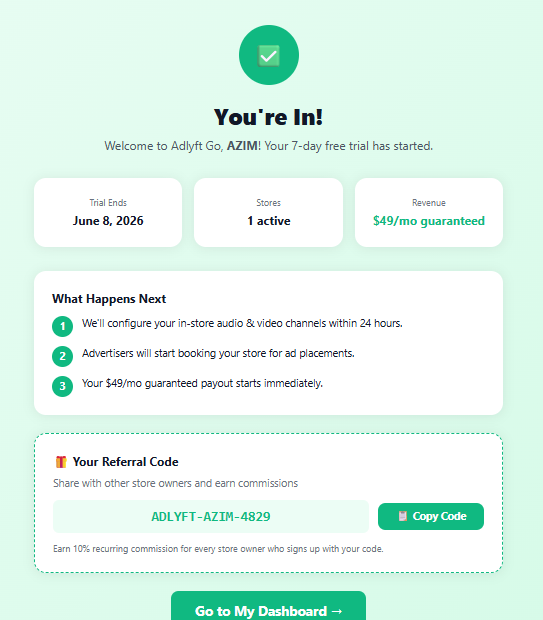 You're In!
Welcome to Adlyft Go, AZIM! Your 7-day free trial has started.
Trial Ends
June 8, 2026
Stores
1 active
Revenue
$49/mo guaranteed
What Happens Next
1 We'll configure your in-store audio & video channels within 24 hours.
2 Advertisers will start booking your store for ad placements.
3 Your $49/mo guaranteed payout starts immediately.
Your Referral Code
Share with other store owners and earn commissions
ADLYFT-AZIM-4829
Copy Code
Earn 10% recurring commission for every store owner who signs up with your code.
Go to My Dashboard →